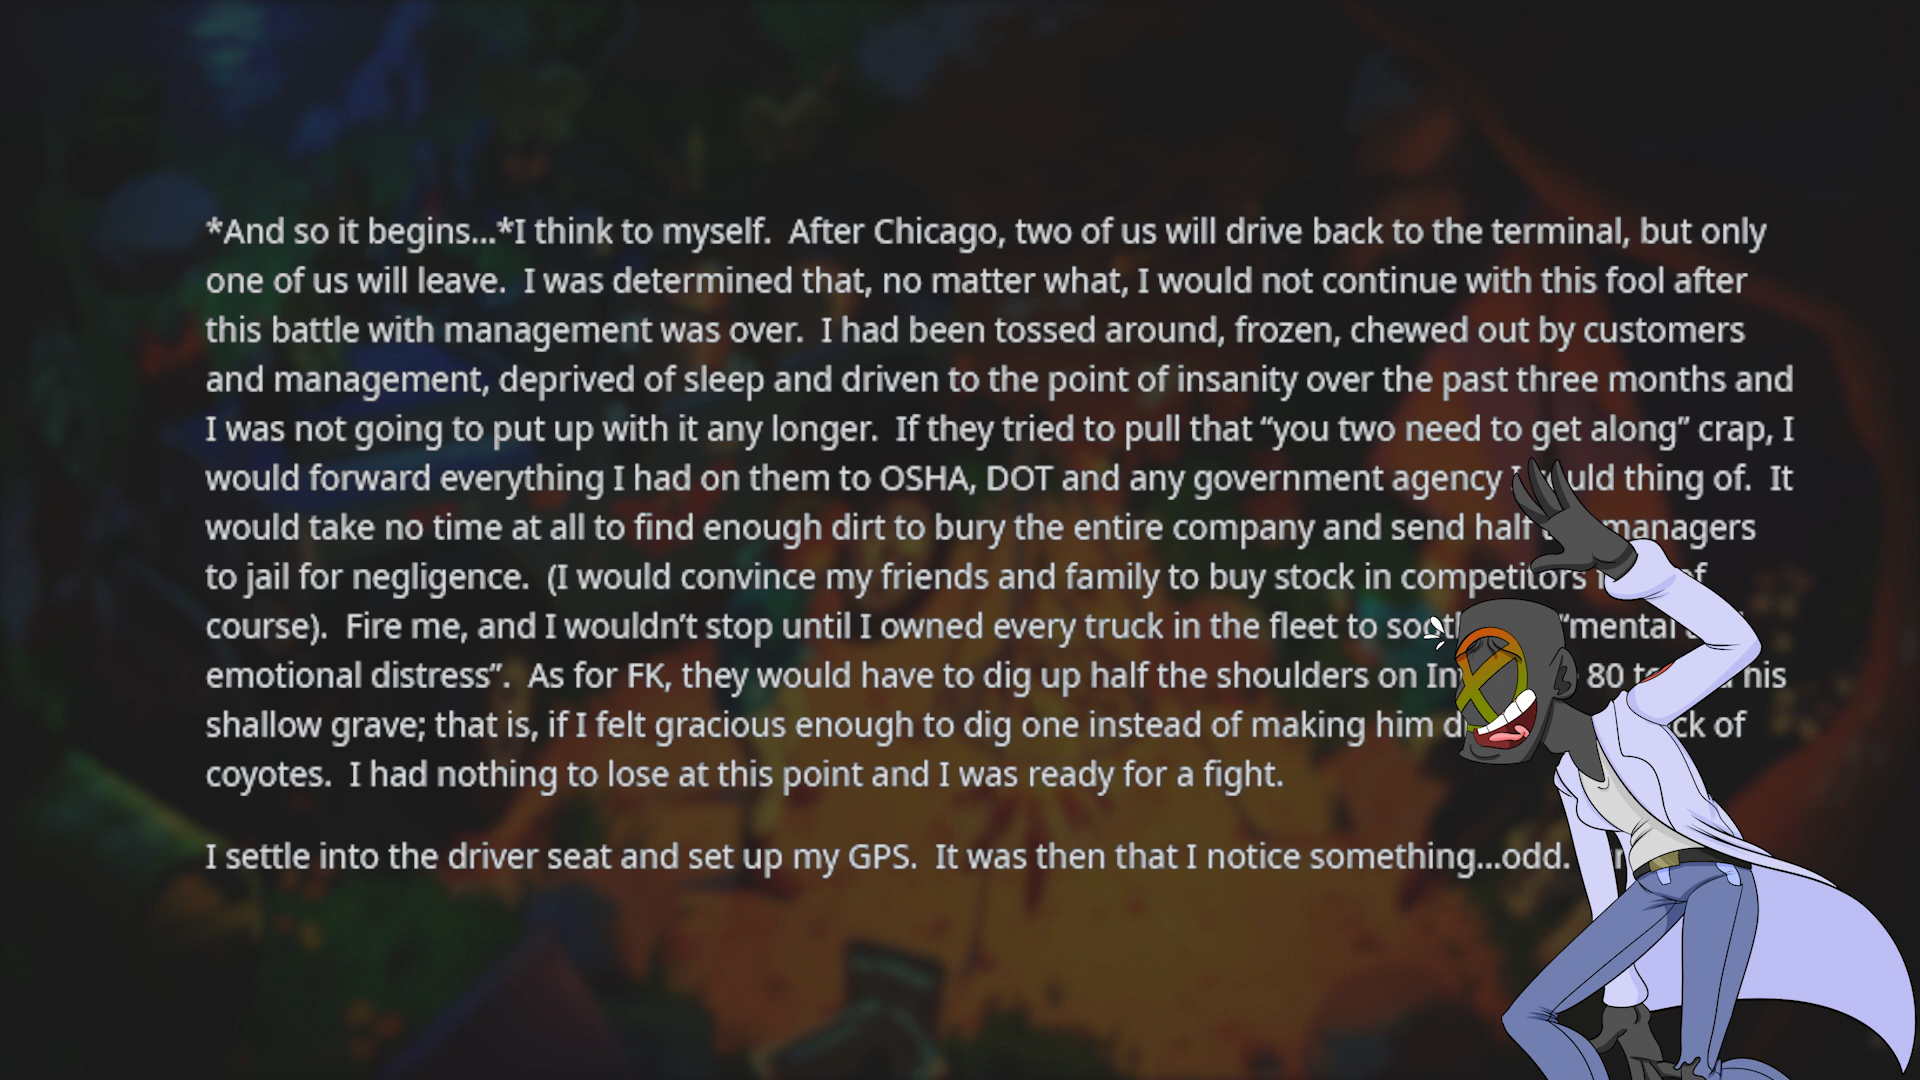 *And so it begins...*I think to myself.  After Chicago, two of us will drive back to the terminal, but only
one of us will leave.  I was determined that, no matter what, I would not continue with this fool after
this battle with management was over.  I had been tossed around, frozen, chewed out by customers
and management, deprived of sleep and driven to the point of insanity over the past three months and
I was not going to put up with it any longer.  If they tried to pull that “you two need to get along” crap, I
would forward everything I had on them to OSHA, DOT and any government agency I thing of.  It
would take no time at all to find enough dirt to bury the entire company and send half managers
to jail for negligence.  (I would convince my friends and family to buy stock in competitors of
course).  Fire me, and I wouldn’t stop until I owned every truck in the fleet to “mental
emotional distress”.  As for FK, they would have to dig up half the shoulders on 80 his
shallow grave; that is, if I felt gracious enough to dig one instead of making him of
coyotes.  I had nothing to lose at this point and I was ready for a fight.
I settle into the driver seat and set up my GPS.  It was then that I notice something...odd.